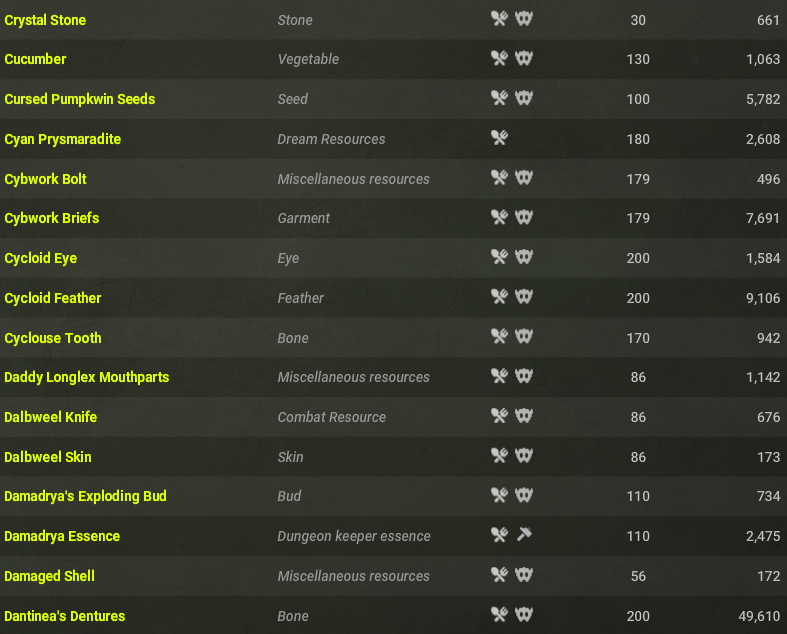 Crystal Stone Stone 30 661
Cucumber Vegetable 130 1,063
Cursed Pumpkwin Seeds Seed 100 5,782
Cyan Prysmaradite Dream Resources 180 2,608
Cybwork Bolt Miscellaneous resources 179 496
Cybwork Briefs Garment 179 7,691
Cycloid Eye Eye 200 1,584
Cycloid Feather Feather 200 9,106
Cyclouse Tooth Bone 170 942
Daddy Longlex Mouthparts Miscellaneous resources 86 1,142
Dalbweel Knife Combat Resource 86 676
Dalbweel Skin Skin 86 173
Damadrya's Exploding Bud Bud 110 734
Damadrya Essence Dungeon keeper essence 110 2,475
Damaged Shell Miscellaneous resources 56 172
Dantinea's Dentures Bone 200 49,610